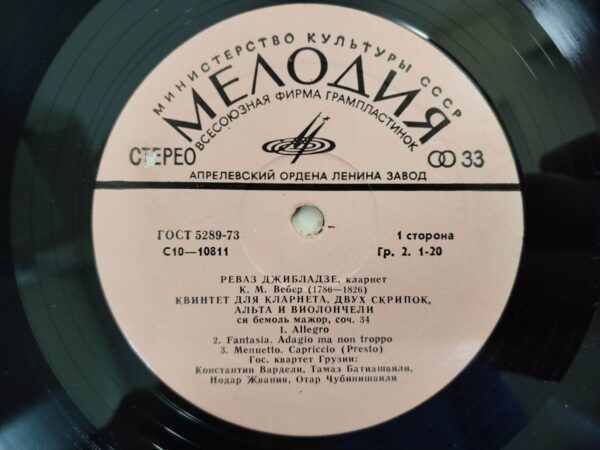 МИНИСТЕРСТВО КУЛЬТУРЫ СССР
МЕЛОДИЯ
ВСЕСОЮЗНАЯ ФИРМА ГРАМПЛАСТИНОК
СТЕРЕО
33
АПРЕЛЕВСКИЙ ОРДЕНА ЛЕНИНА ЗАВОД
ГОСТ 5289-73
1 сторона
С10—10811
Гр. 2. 1-20
РЕВАЗ ДЖИБЛАДЗЕ, кларнет
К. М. Вебер (1786—1826)
КВИНТЕТ ДЛЯ КЛАРНЕТА, ДВУХ СКРИПОК,
АЛЬТА И ВИОЛОНЧЕЛИ
си бемоль мажор, соч. 34
1. Allegro
2. Fantasia. Adagio ma non troppo
3. Menuetto, Capriccio (Presto)
Гос. квартет Грузии:
Константин Вардели, Тамаз Батиашвили,
Нодар Жвания, Отар Чубинишвили